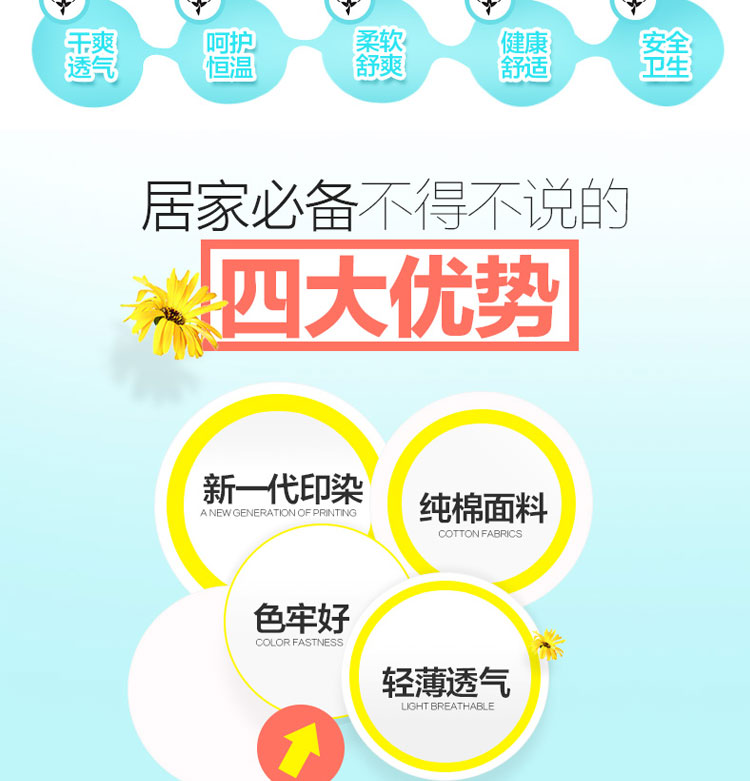 干爽
透气
呵护
恒温
柔软
舒爽
健康
舒适
安全
卫生
居家必备不得不说的
四大优势
新一代印染
A NEW GENERATION OF PRINTING
纯棉面料
COTTON FABRICS
色牢好
COLOR FASTNESS
轻薄透气
LIGHT BREATHABLE